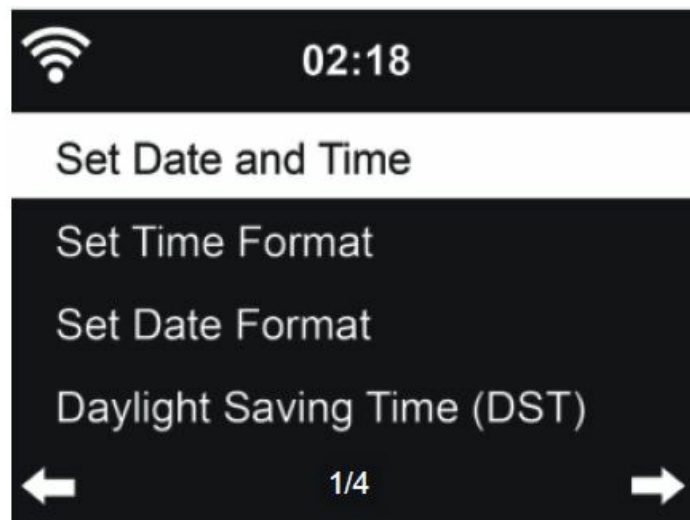 02:18
Set Date and Time
Set Time Format
Set Date Format
Daylight Saving Time (DST)
1/4